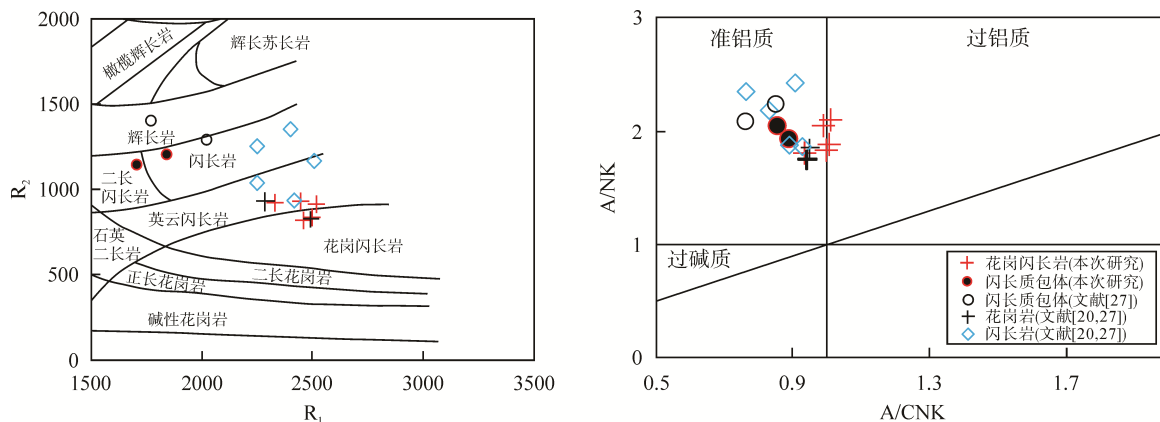 2000
1500
1000
500
0
R₂
橄榄辉长岩
辉长苏长岩
辉长岩
闪长岩
二长
闪长岩
英云闪长岩
石英
二长岩
花岗闪长岩
正长花岗岩
二长花岗岩
碱性花岗岩
1500 2000 2500 3000 3500
R₁
3
2
1
0
A/NK
准铝质
过铝质
过碱质
花岗闪长岩(本次研究)
闪长质包体(本次研究)
闪长质包体(文献[27])
花岗岩(文献[20,27])
闪长岩(文献[20,27])
0.5 0.9 1.3 1.7
A/CNK